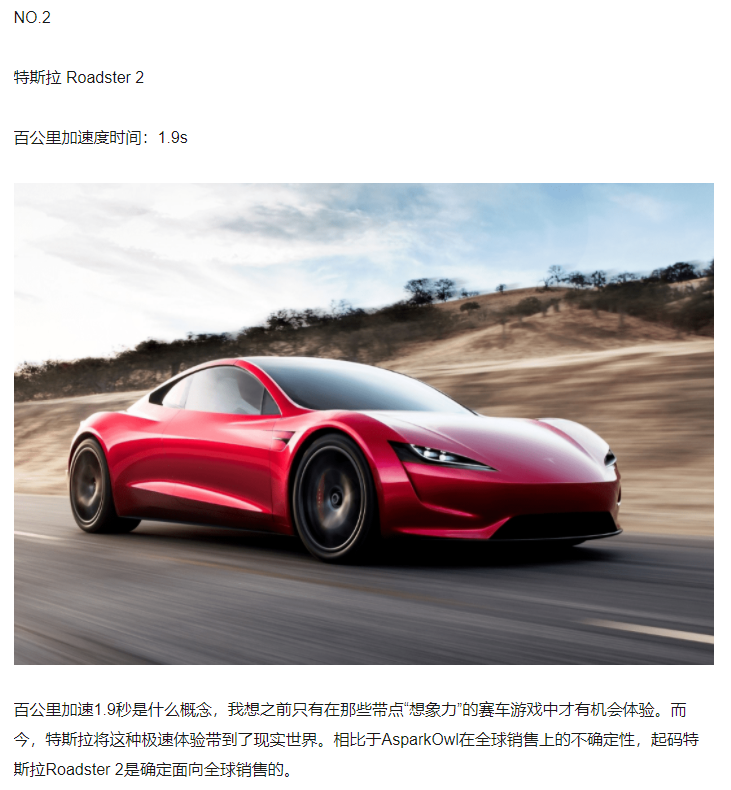 NO.2
特斯拉 Roadster 2
百公里加速度时间：1.9s
百公里加速1.9秒是什么概念，我想之前只有在那些带点“想象力”的赛车游戏中才有机会体验。而
今，特斯拉将这种极速体验带到了现实世界。相比于AsparkOwl在全球销售上的不确定性，起码特
斯拉Roadster 2是确定面向全球销售的。